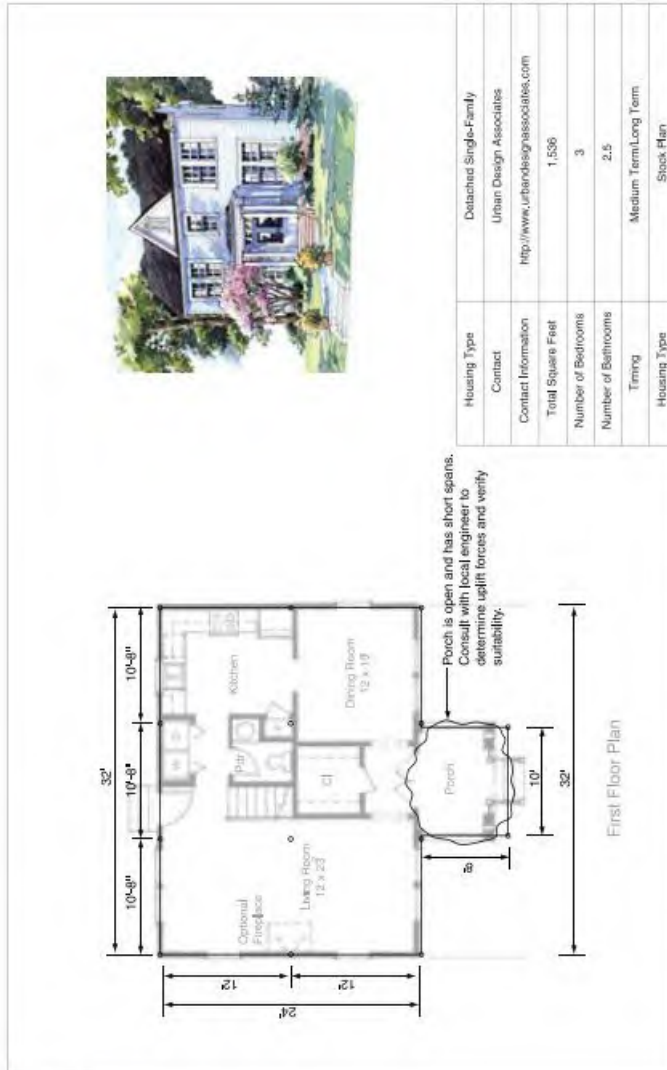 32'
10'-8"
10'-8"
10'-8"
24'
12'
12'
Optional
Fireplace
Living Room
12 x 23
Pdr
Kitchen
Cl
Dining Room
Porch
8'
10'
32'
Porch is open and has short spans.
Consult with local engineer to
determine uplift forces and verify
suitability.
First Floor Plan
Housing Type Detached Single-Family
Contact Urban Design Associates
Contact Information http://www.urbandesignassociates.com
Total Square Feet 1,536
Number of Bedrooms 3
Number of Bathrooms 2.5
Timing Medium Term/Long Term
Housing Type Stock Plan